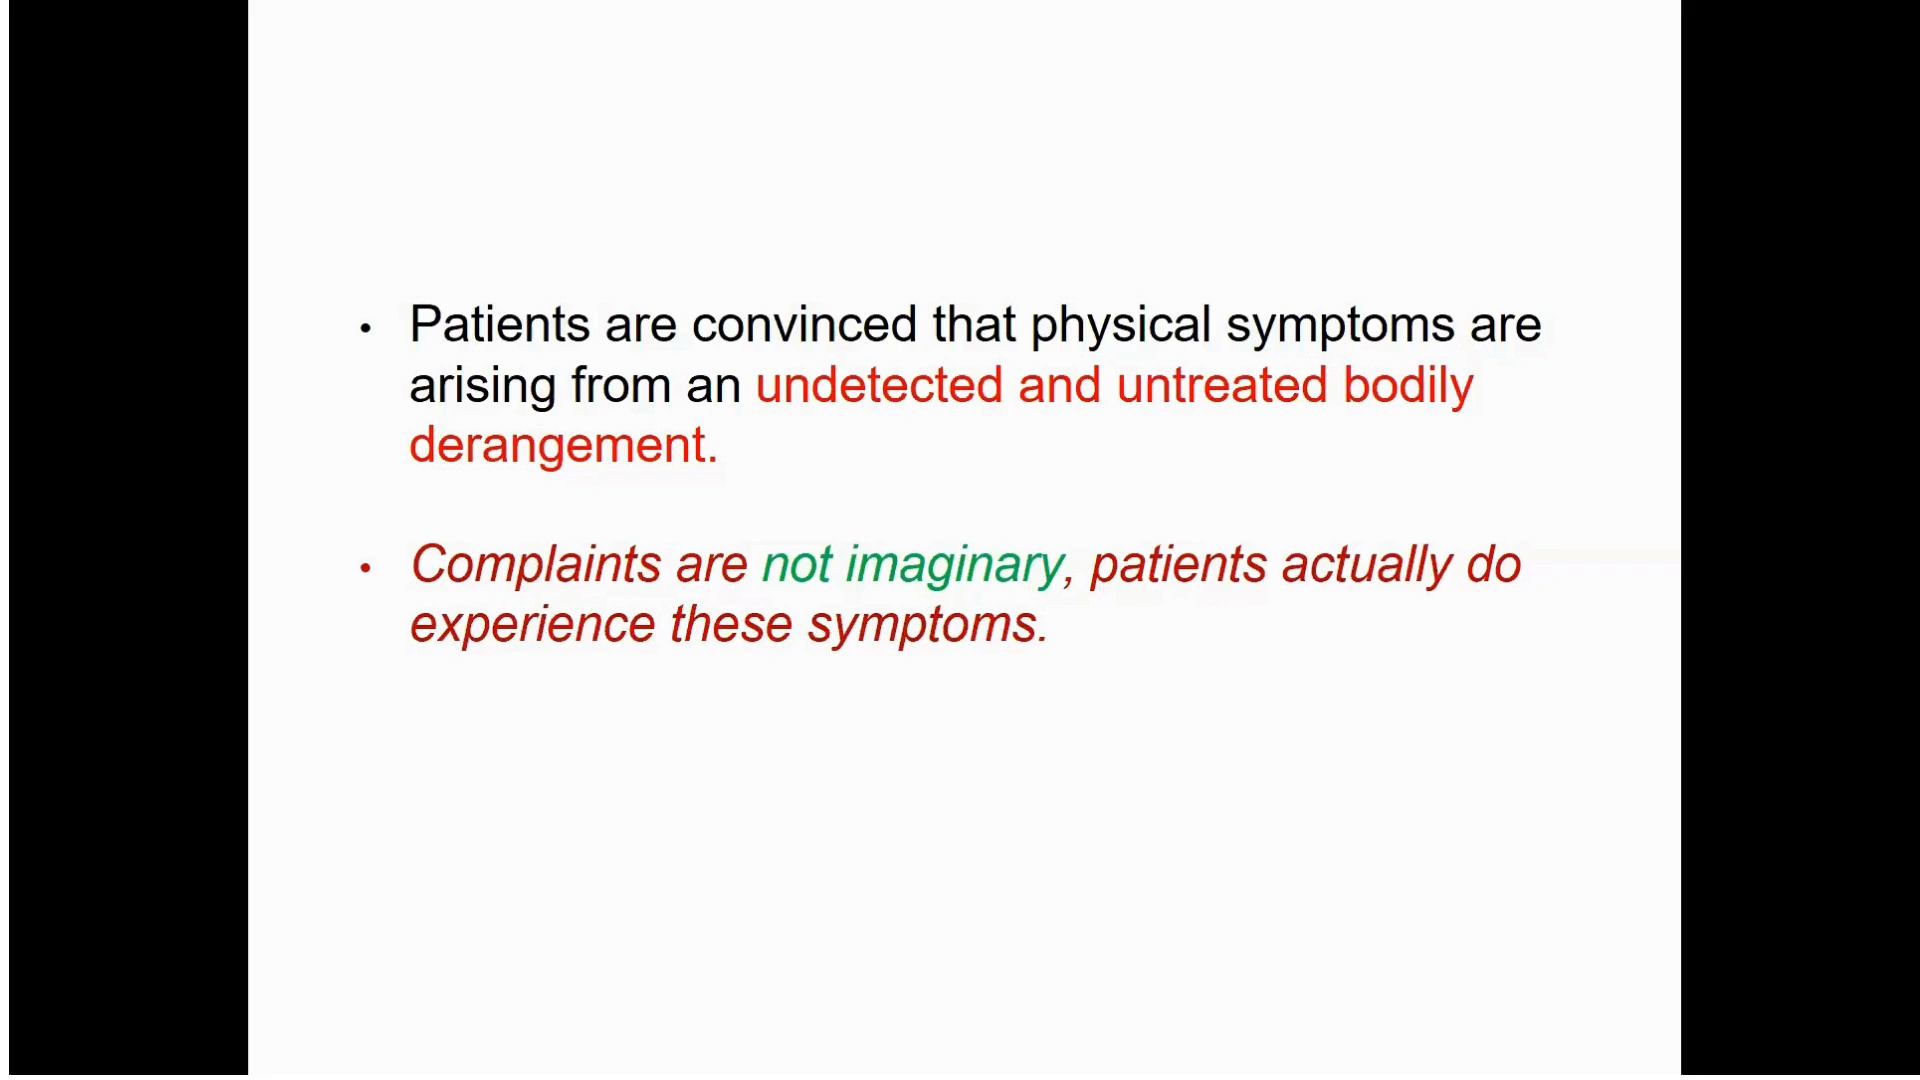 • Patients are convinced that physical symptoms are
arising from an undetected and untreated bodily
derangement.
• Complaints are not imaginary, patients actually do
experience these symptoms.